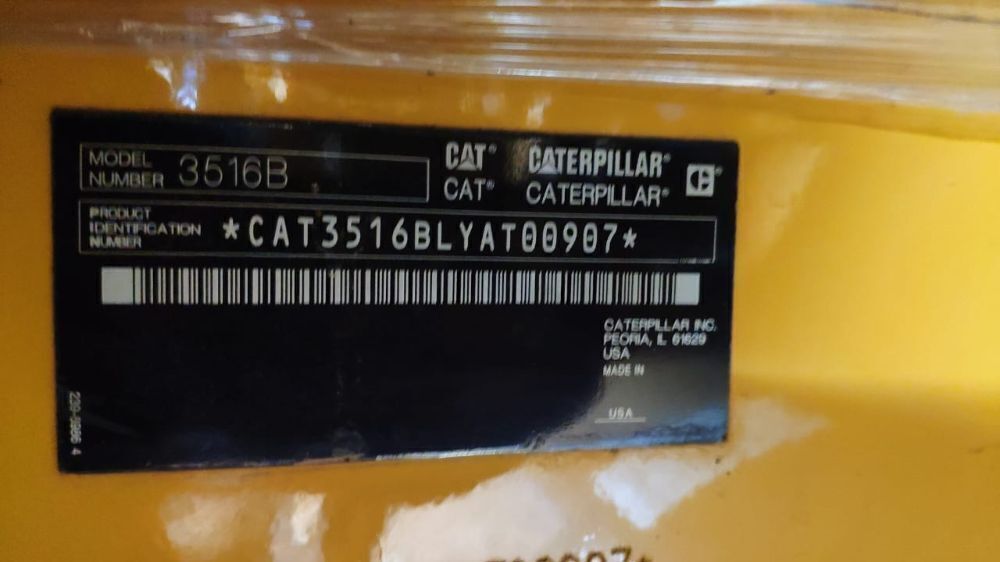 MODEL
NUMBER 3516B
CAT® CATERPILLAR®
CAT® CATERPILLAR®
PRODUCT
IDENTIFICATION
NUMBER
*CAT3516BLYAT00907*
CATERPILLAR INC.
PEORIA, IL 61629
USA
MADE IN
USA